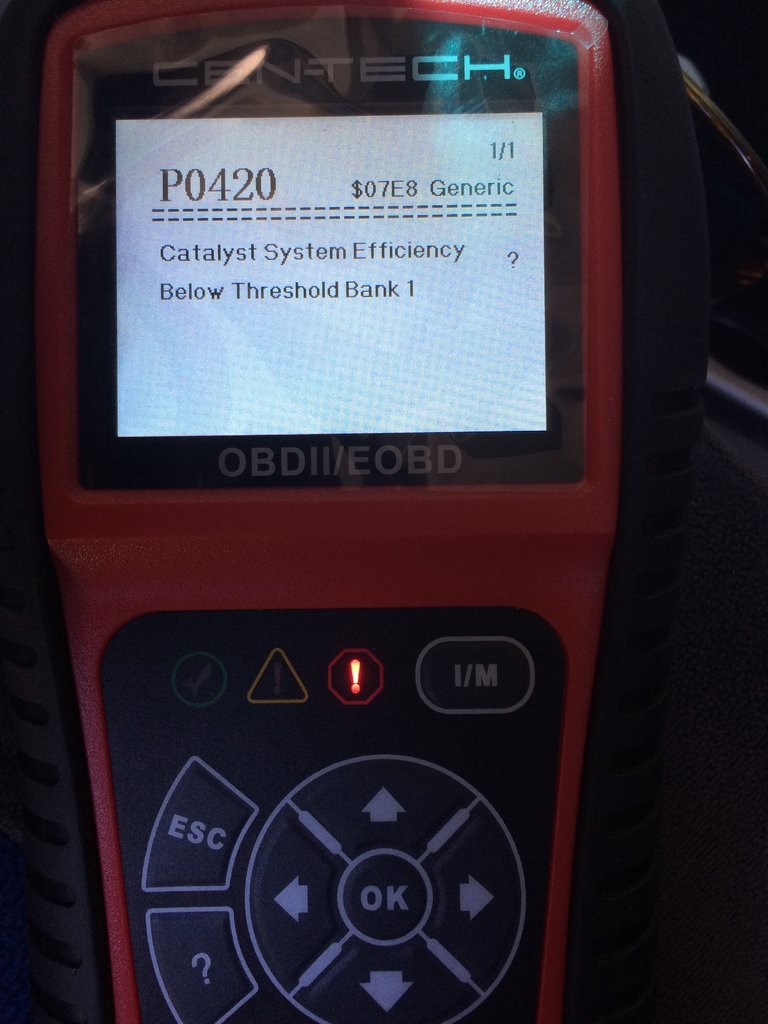 CEN-TECH®
1/1
P0420 $07E8 Generic
Catalyst System Efficiency ?
Below Threshold Bank 1
OBDII/EOBD
I/M
ESC
OK
?